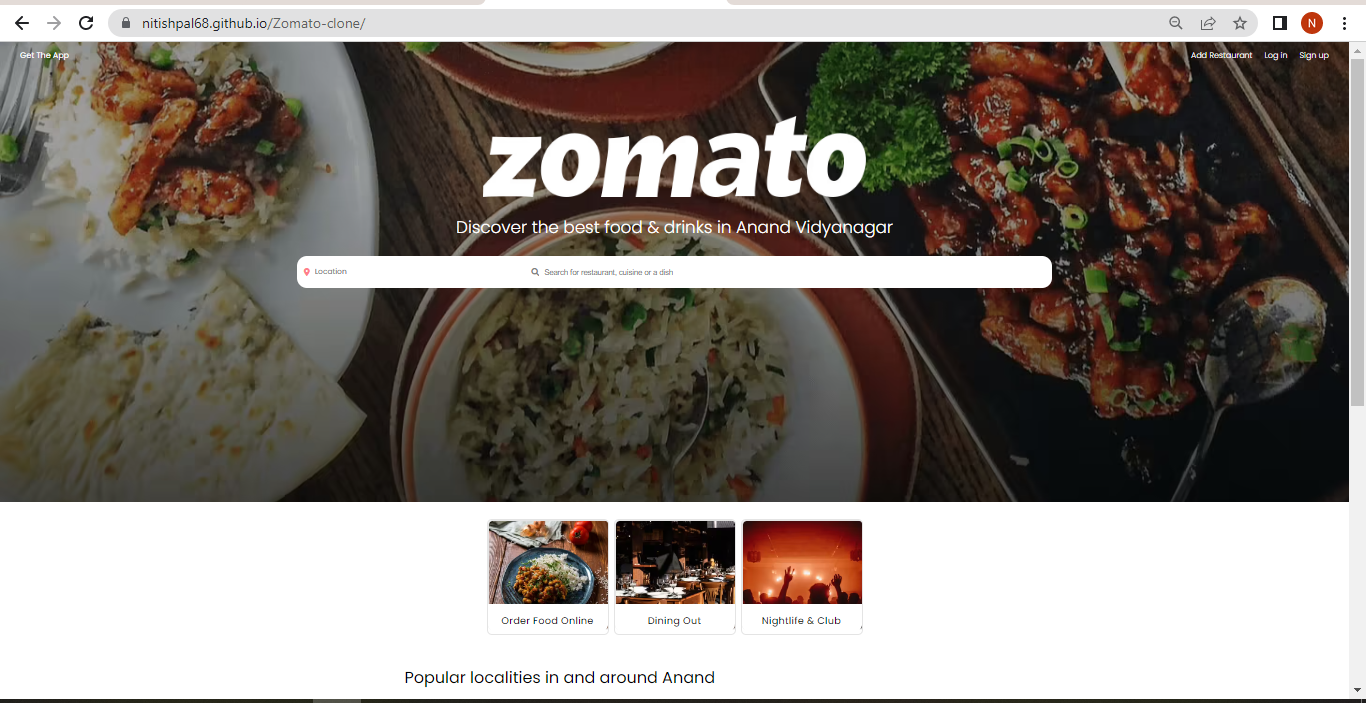 nitishpal68.github.io/Zomato-clone/
N
Get The App
Add Restaurant Log in Sign up
zomato
Discover the best food & drinks in Anand Vidyanagar
Location
Search for restaurant, cuisine or a dish
Order Food Online
Dining Out
Nightlife & Club
Popular localities in and around Anand